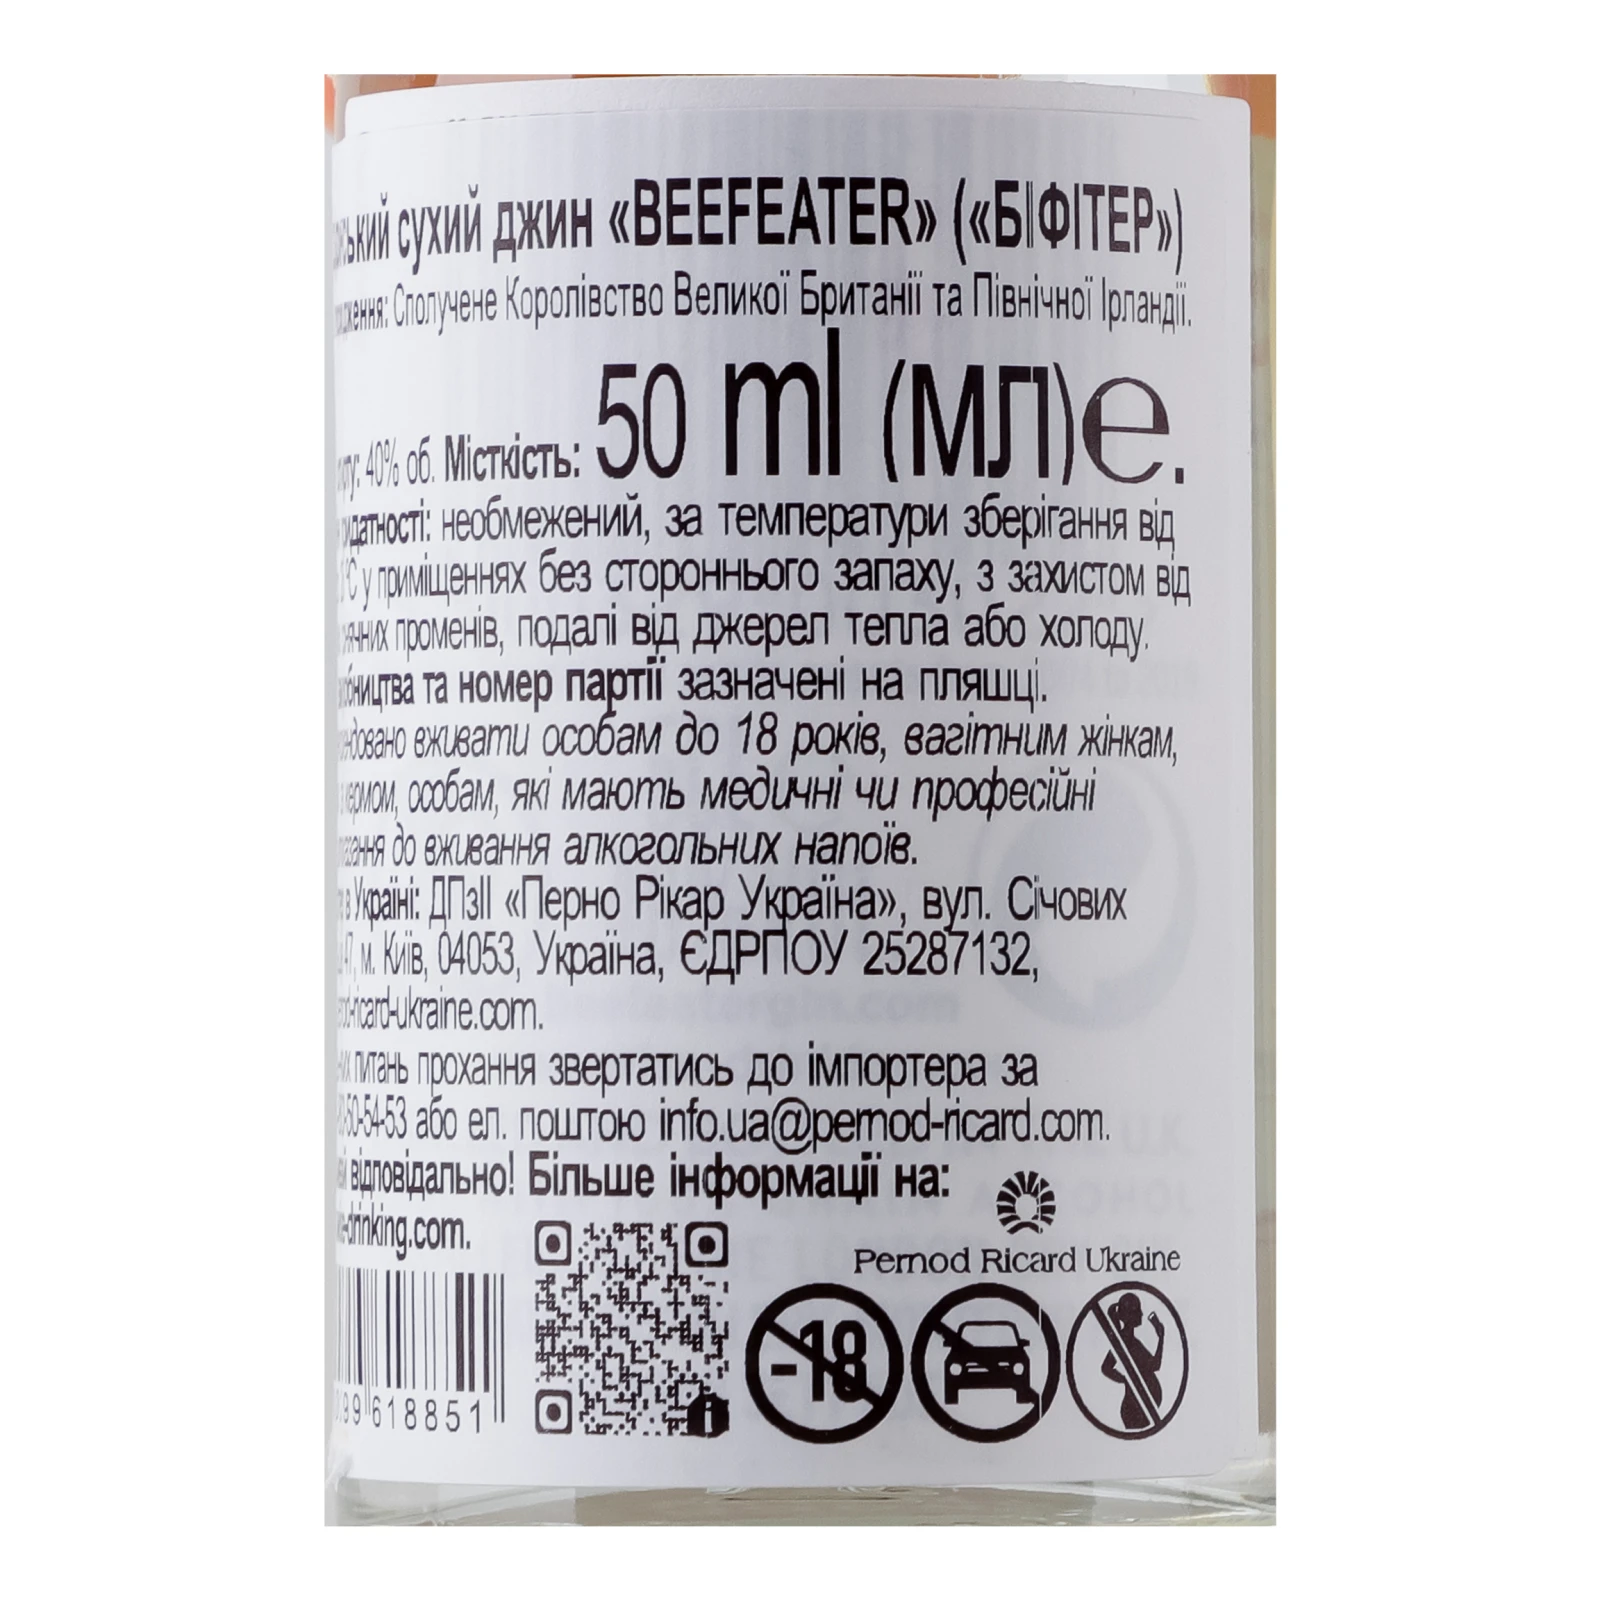 сухий джин «BEEFEATER» («БІФІТЕР»)
Сполучене Королівство Великої Британії та Північної Ірландії.
40% об. Місткість: 50 ml (МЛ)e.
необмежений, за температури зберігання від
°C у приміщеннях без стороннього запаху, з захистом від
променів, подалі від джерел тепла або холоду.
та номер партії зазначені на пляшці.
вживати особам до 18 років, вагітним жінкам,
особам, які мають медичні чи професійні
до вживання алкогольних напоїв.
в Україні: ДПзІІ «Перно Рікар Україна», вул. Січових
47, м. Київ, 04053, Україна, ЄДРПОУ 25287132,
-ricard-ukraine.com.
питань прохання звертатись до імпортера за
-50-54-53 або ел. поштою info.ua@pernod-ricard.com.
відповідально! Більше інформації на:
-drinking.com.
Pernod Ricard Ukraine
-18
99 618851